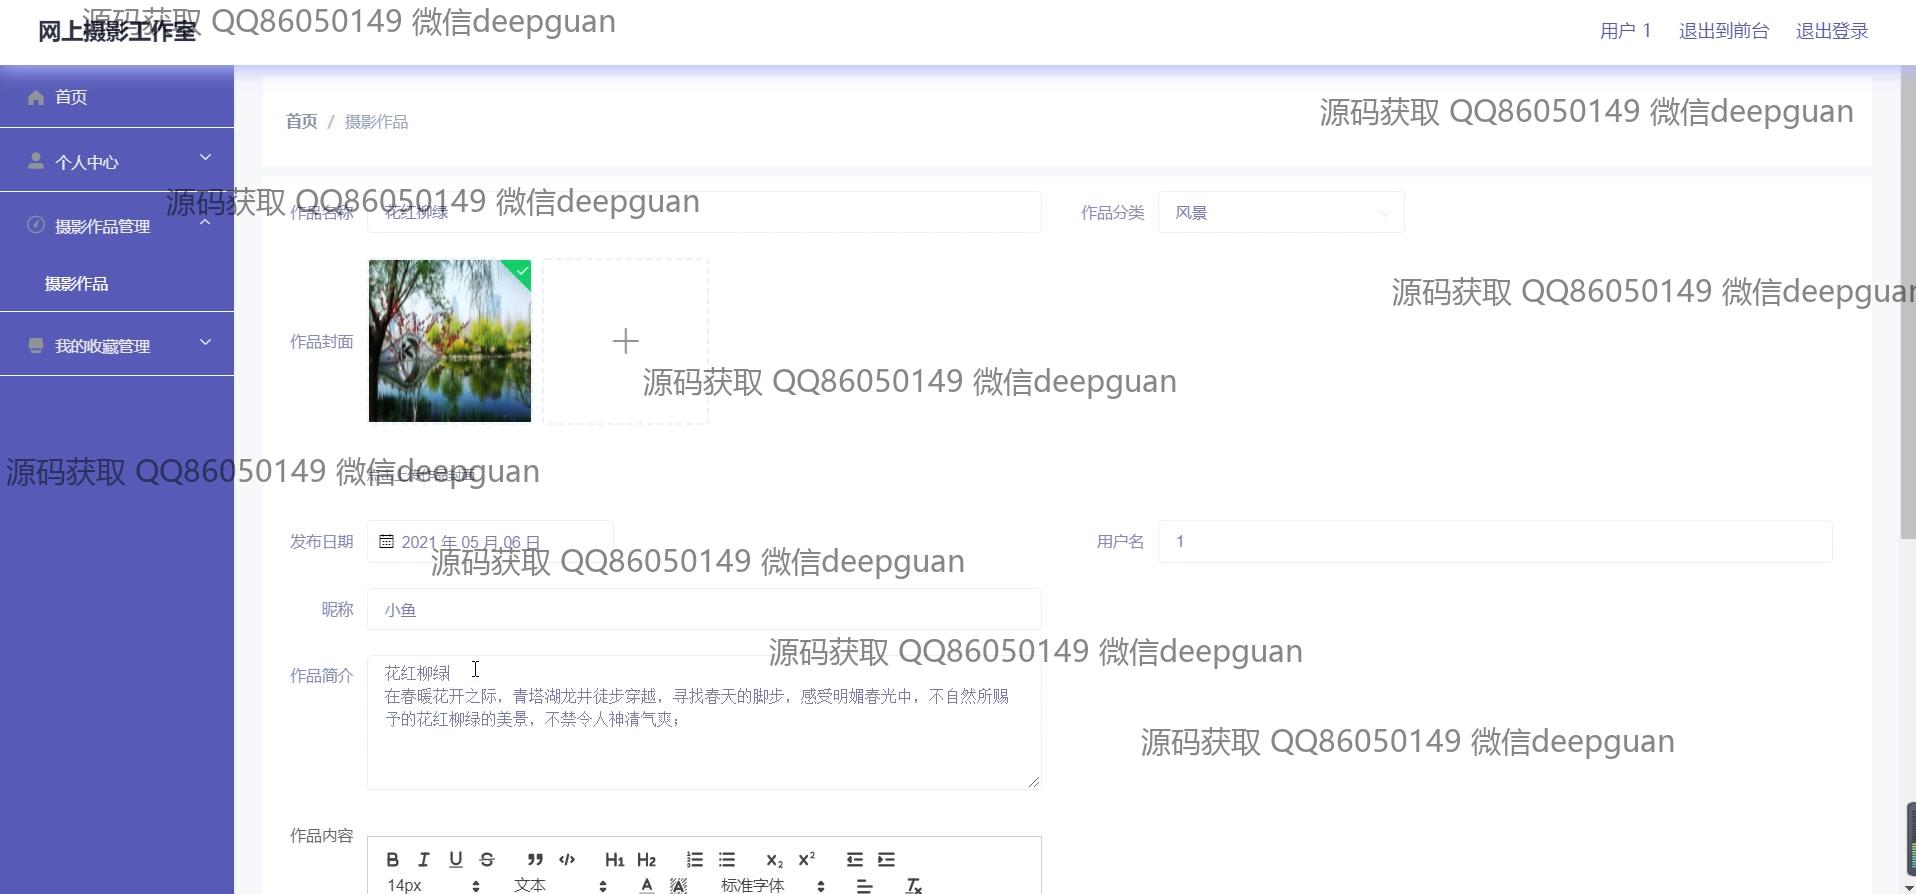 网上摄影工作室
源码获取 QQ86050149 微信deepguan
用户 1
退出到前台
退出登录
首页
个人中心
摄影作品管理
摄影作品
我的收藏管理
首页 / 摄影作品
源码获取 QQ86050149 微信deepguan
源码获取 QQ86050149 微信deepguan
作品名称
花红柳绿
作品分类
风景
源码获取 QQ86050149 微信deepguan
作品封面
源码获取 QQ86050149 微信deepguan
源码获取 QQ86050149 微信deepguan
点击上传作品封面
发布日期
2021 年 05 月 06 日
用户名
1
源码获取 QQ86050149 微信deepguan
昵称
小鱼
源码获取 QQ86050149 微信deepguan
作品简介
花红柳绿
在春暖花开之际，青塔湖龙井徒步穿越，寻找春天的脚步，感受明媚春光中，不自然所赐
予的花红柳绿的美景，不禁令人神清气爽；
源码获取 QQ86050149 微信deepguan
作品内容
B I U S H1 H2 X2 X2
14px 文本 A A 标准字体 Tx